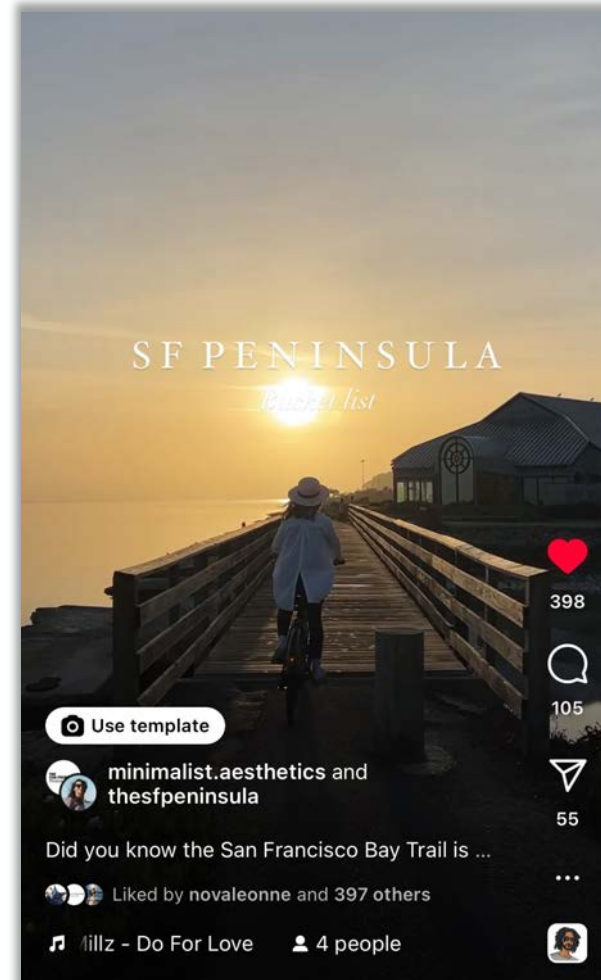 SF PENINSULA
Bucket list
398
105
Use template
minimalist.aesthetics and
thesfpeninsula
55
Did you know the San Francisco Bay Trail is ...
Liked by novaleonne and 397 others
illz - Do For Love
4 people